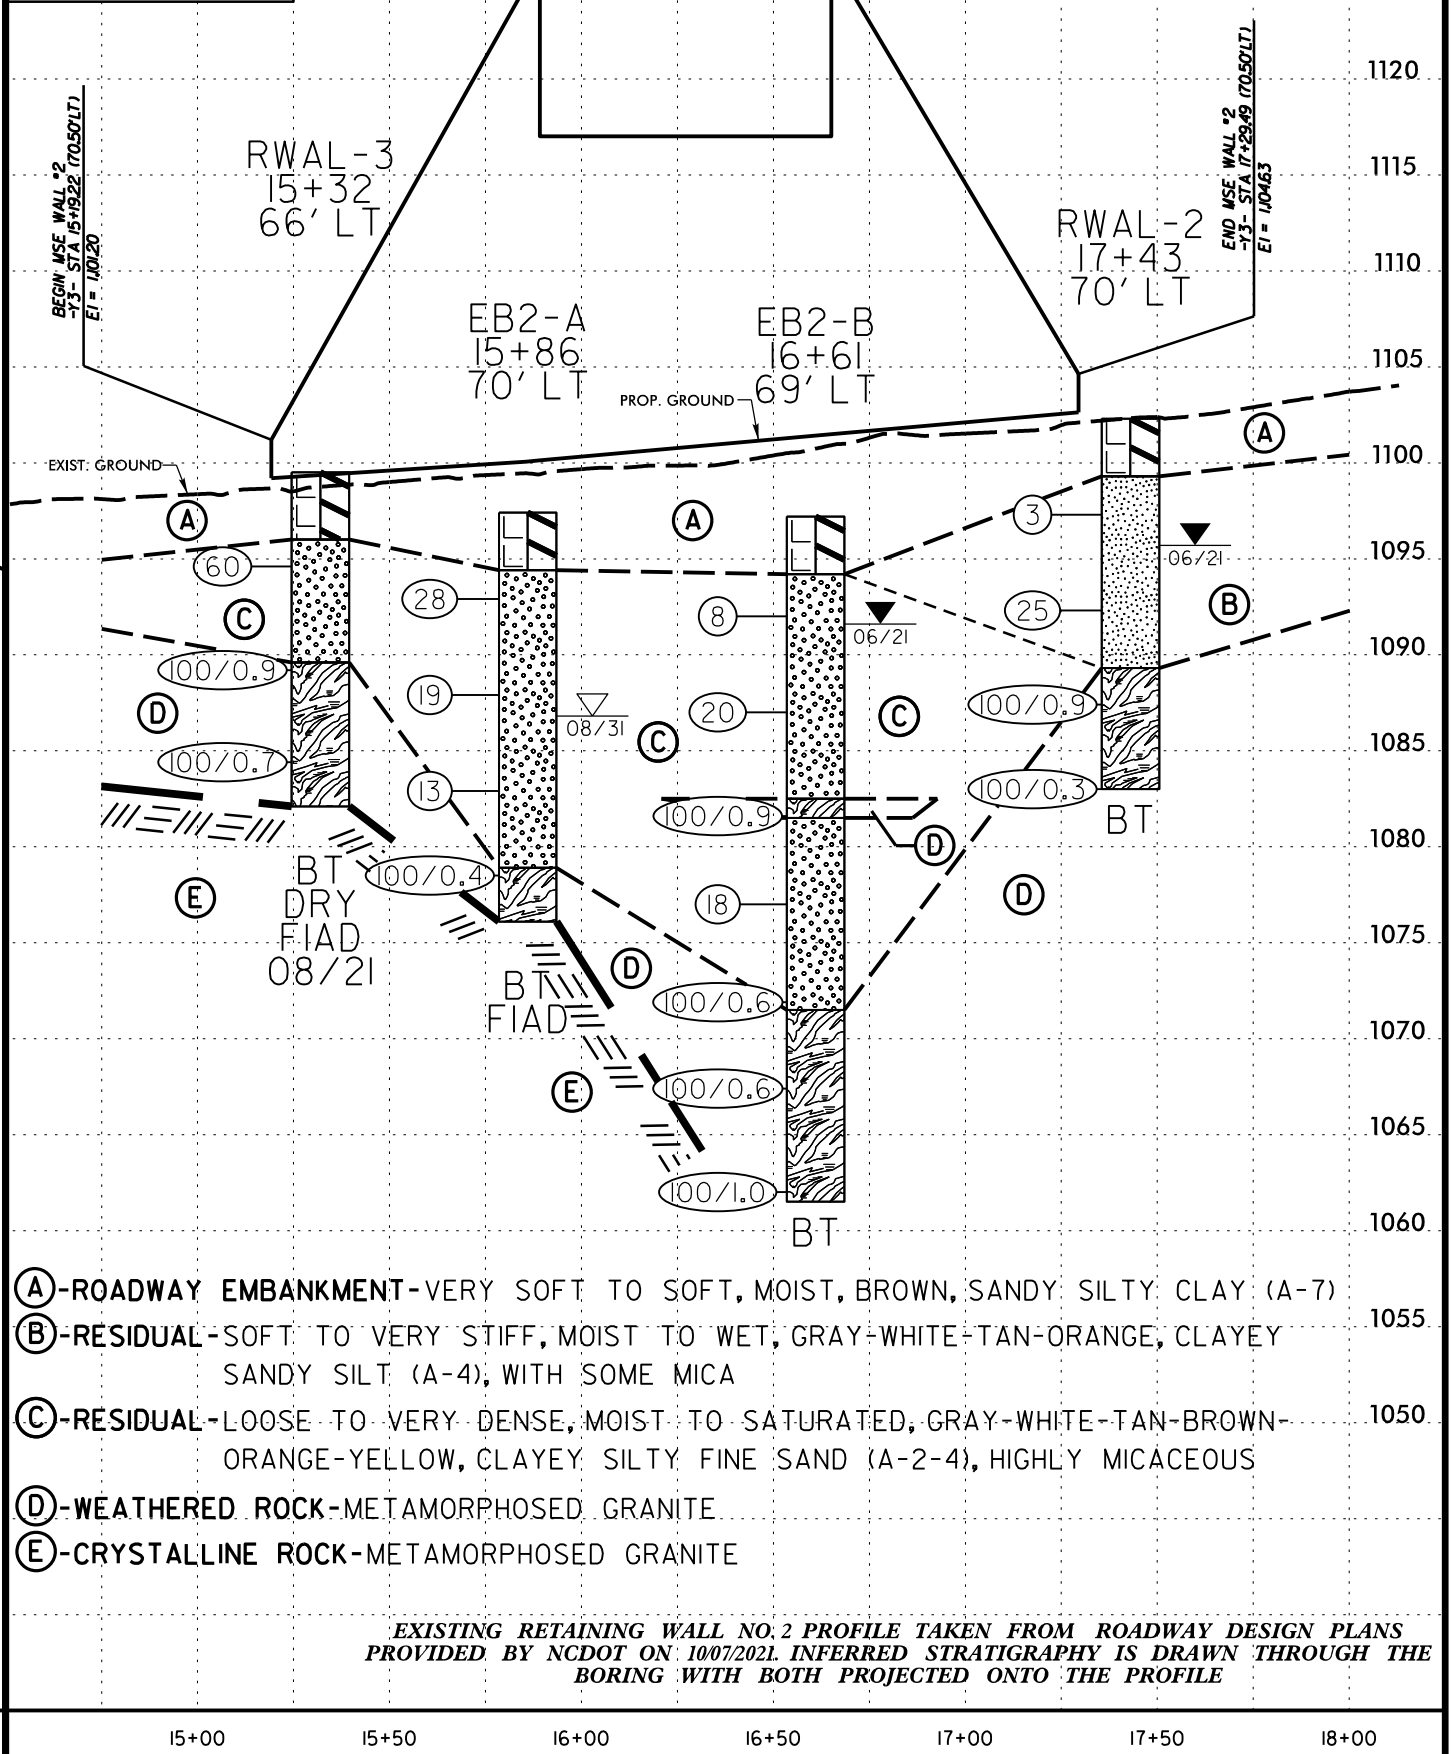 1120
1115
1110
1105
1100
1095
1090
1085
1080
1075
1070
1065
1060
1055
1050
BEGIN MSE WALL #2
-Y3- STA 15+19.22 (70.50'LT)
El = 1,101.20
RWAL-3
15+32
66' LT
END MSE WALL #2
-Y3- STA 17+29.49 (70.50'LT)
El = 1,104.63
RWAL-2
17+43
70' LT
EB2-A
15+86
70' LT
EB2-B
16+61
69' LT
PROP. GROUND
EXIST. GROUND
A
A
A
60
C
100/0.9
D
100/0.7
E
BT
DRY
FIAD
08/21
28
19
13
100/0.4
08/31
BT
FIAD
C
D
E
8
20
100/0.9
18
100/0.6
100/0.6
100/1.0
06/21
C
D
BT
3
25
100/0.9
100/0.3
BT
06/21
B
D
A-ROADWAY EMBANKMENT-VERY SOFT TO SOFT, MOIST, BROWN, SANDY SILTY CLAY (A-7)
B-RESIDUAL-SOFT TO VERY STIFF, MOIST TO WET, GRAY-WHITE-TAN-ORANGE, CLAYEY
SANDY SILT (A-4), WITH SOME MICA
C-RESIDUAL-LOOSE TO VERY DENSE, MOIST TO SATURATED, GRAY-WHITE-TAN-BROWN-
ORANGE-YELLOW, CLAYEY SILTY FINE SAND (A-2-4), HIGHLY MICACEOUS
D-WEATHERED ROCK-METAMORPHOSED GRANITE
E-CRYSTALLINE ROCK-METAMORPHOSED GRANITE
EXISTING RETAINING WALL NO. 2 PROFILE TAKEN FROM ROADWAY DESIGN PLANS
PROVIDED BY NCDOT ON 10/07/2021. INFERRED STRATIGRAPHY IS DRAWN THROUGH THE
BORING WITH BOTH PROJECTED ONTO THE PROFILE
15+00 15+50 16+00 16+50 17+00 17+50 18+00